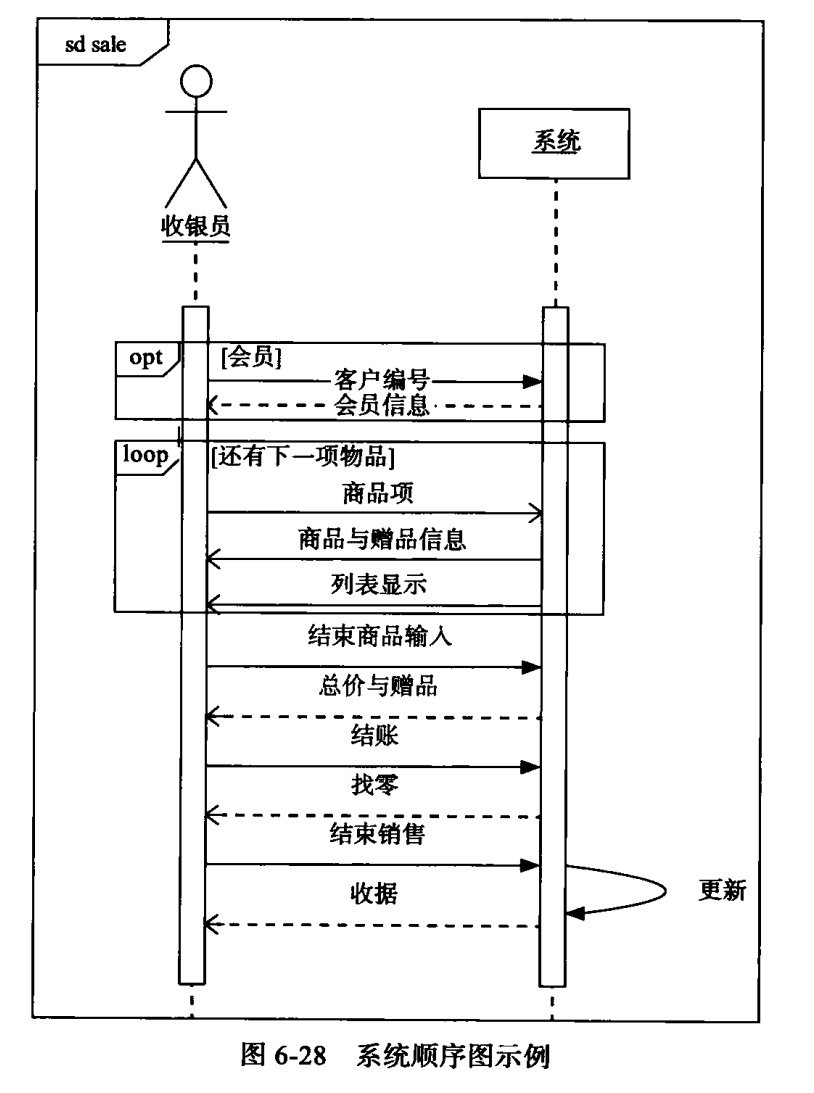 sd sale
系统
收银员
opt
[会员]
客户编号
会员信息
loop
[还有下一项物品]
商品项
商品与赠品信息
列表显示
结束商品输入
总价与赠品
结账
找零
结束销售
更新
收据
图 6-28 系统顺序图示例